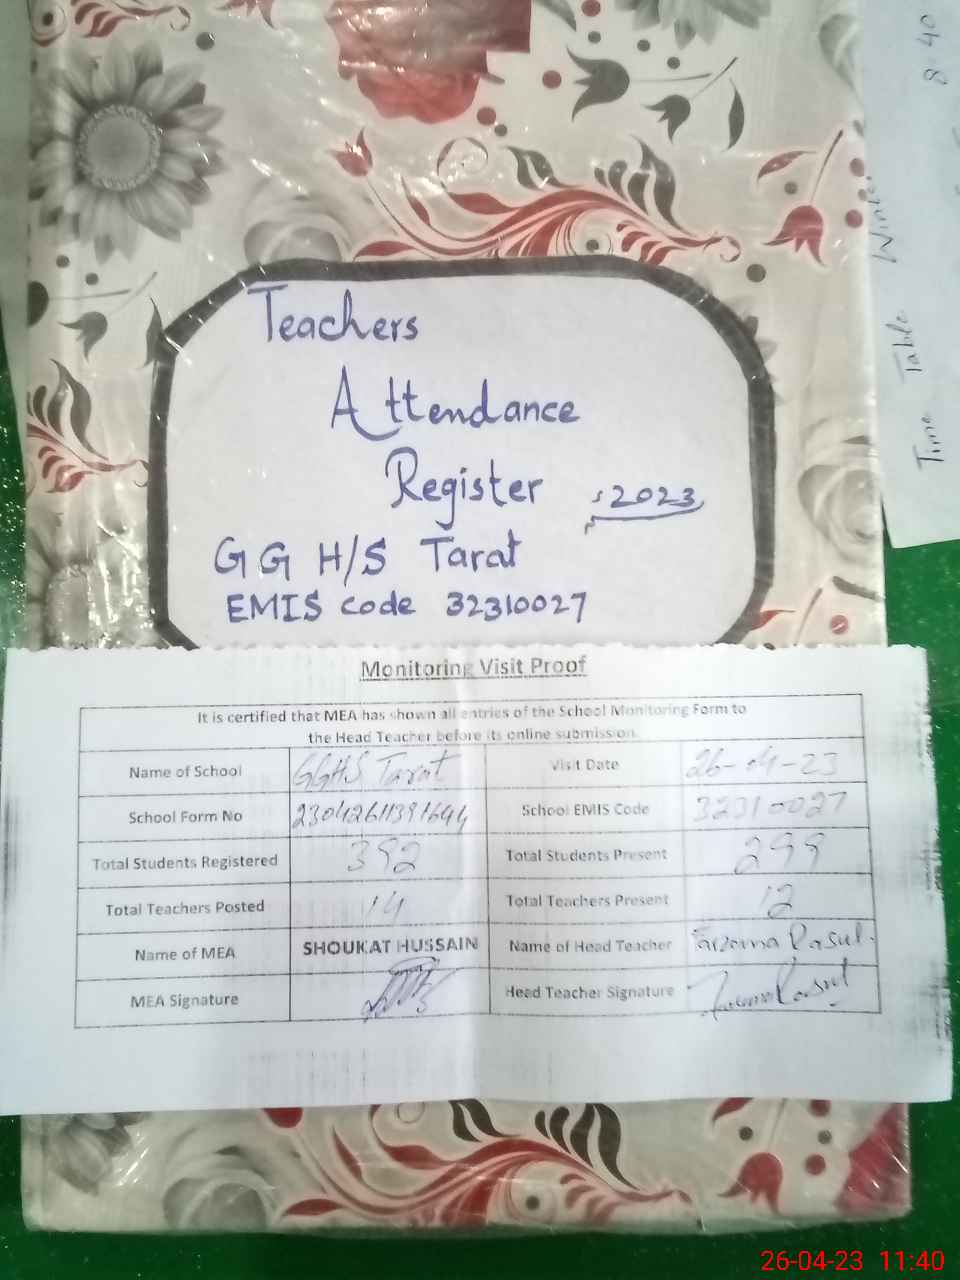 Teachers
Attendance
Register :2023
GG H/S Tarat
EMIS code 32310027
Time Table Winter
8-40
Monitoring Visit Proof
It is certified that MEA has shown all entries of the School Monitoring Form to
the Head Teacher before its online submission.
Name of School GGHS Tarat Visit Date 26-04-23
School Form No School EMIS Code 32310027
Total Students Registered 392 Total Students Present 299
Total Teachers Posted 14 Total Teachers Present 12
Name of MEA SHOUKAT HUSSAIN Name of Head Teacher Farzana Rasul.
MEA Signature Head Teacher Signature
26-04-23 11:40